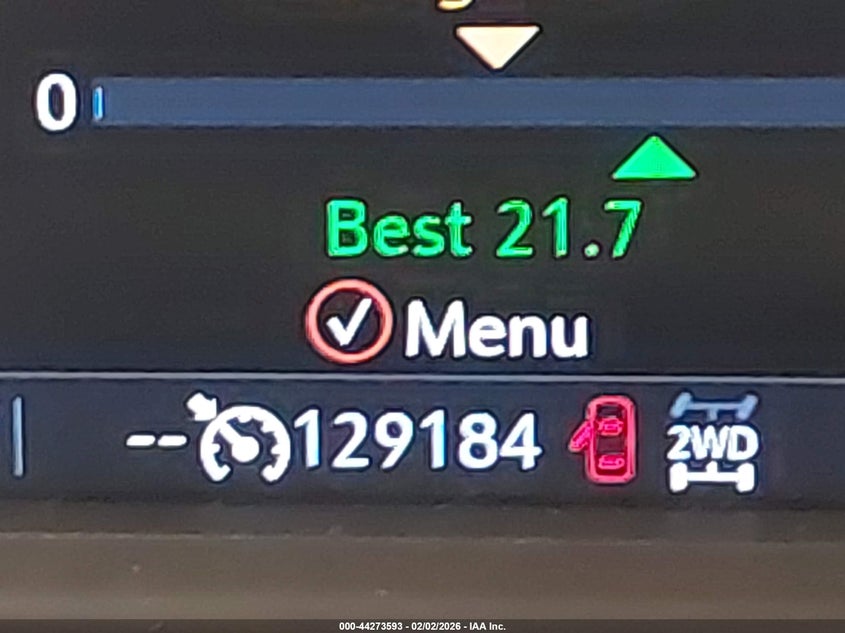 0
Best 21.7
Menu
-- 129184 2WD
000-44273593 - 02/02/2026 - IAA Inc.